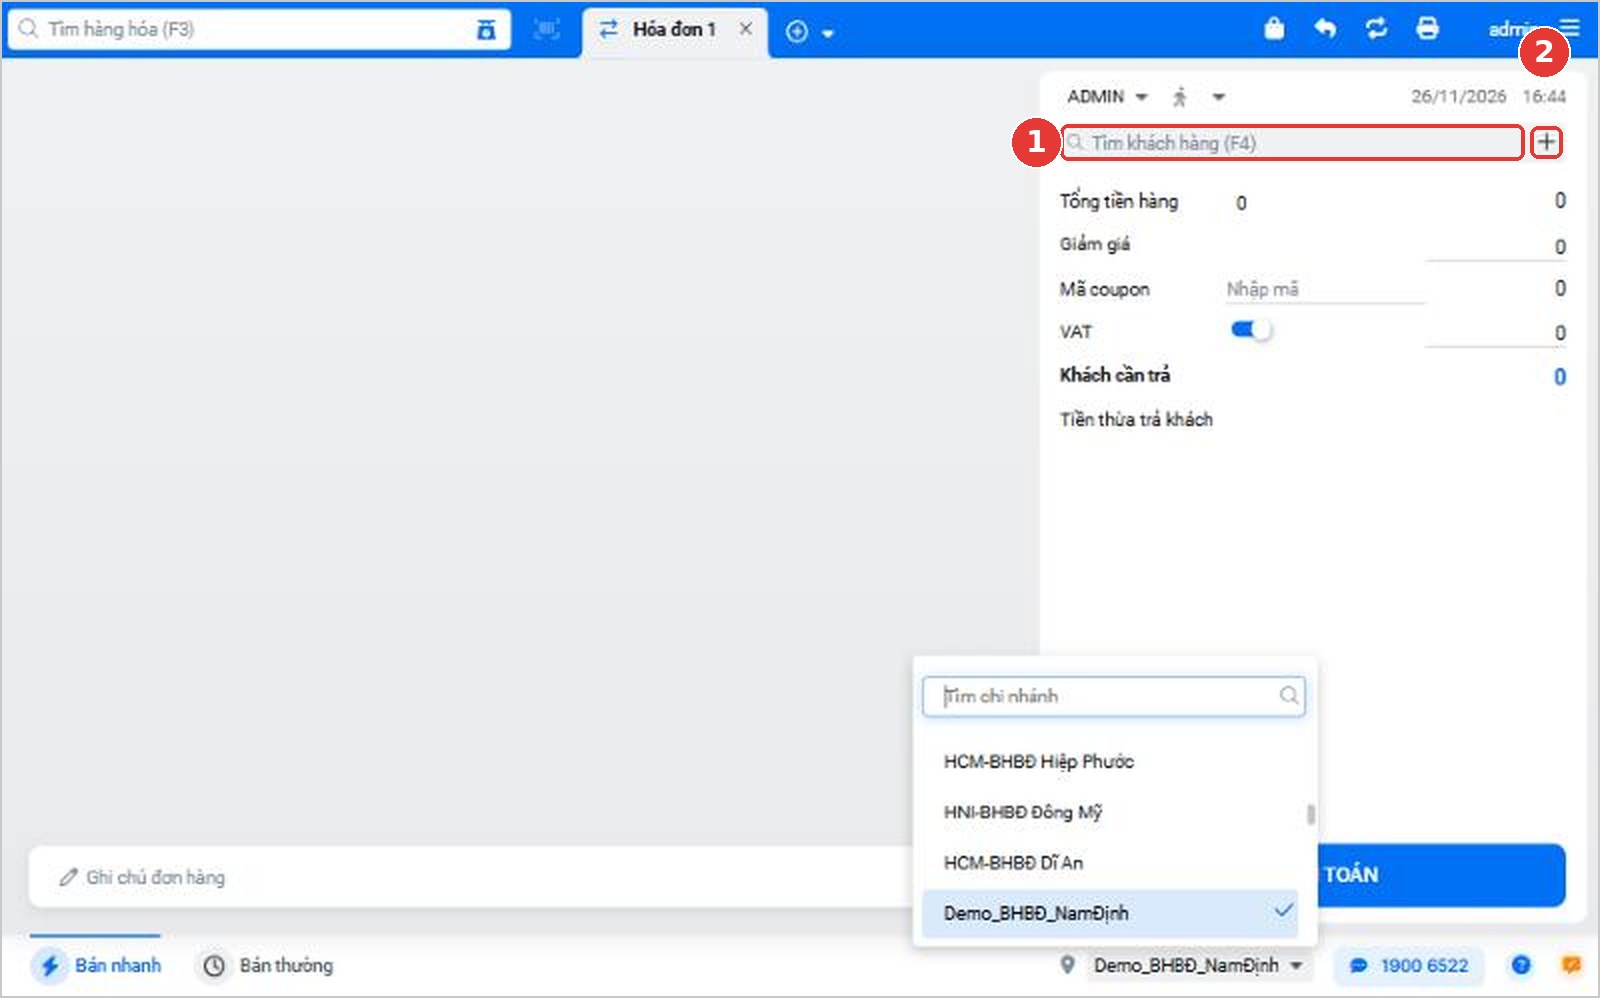 Tìm hàng hóa (F3)
Hóa đơn 1
2
ADMIN
26/11/2026 16:44
1
Tìm khách hàng (F4)
Tổng tiền hàng 0 0
Giảm giá 0
Mã coupon Nhập mã 0
VAT 0
Khách cần trả 0
Tiền thừa trả khách
Tìm chi nhánh
HCM-BHBĐ Hiệp Phước
HNI-BHBĐ Đông Mỹ
HCM-BHBĐ Dĩ An
Demo_BHBĐ_NamĐịnh
TOÁN
Ghi chú đơn hàng
Bán nhanh
Bán thường
Demo_BHBĐ_NamĐịnh
1900 6522